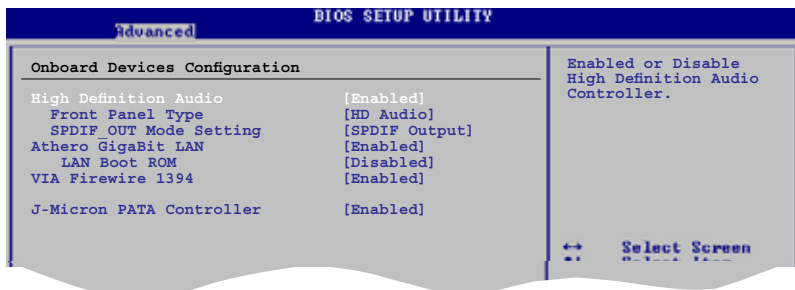 BIOS SETUP UTILITY
Advanced
Onboard Devices Configuration
High Definition Audio [Enabled]
Front Panel Type [HD Audio]
SPDIF_OUT Mode Setting [SPDIF Output]
Athero GigaBit LAN [Enabled]
LAN Boot ROM [Disabled]
VIA Firewire 1394 [Enabled]
J-Micron PATA Controller [Enabled]
Enabled or Disable
High Definition Audio
Controller.
↔ Select Screen